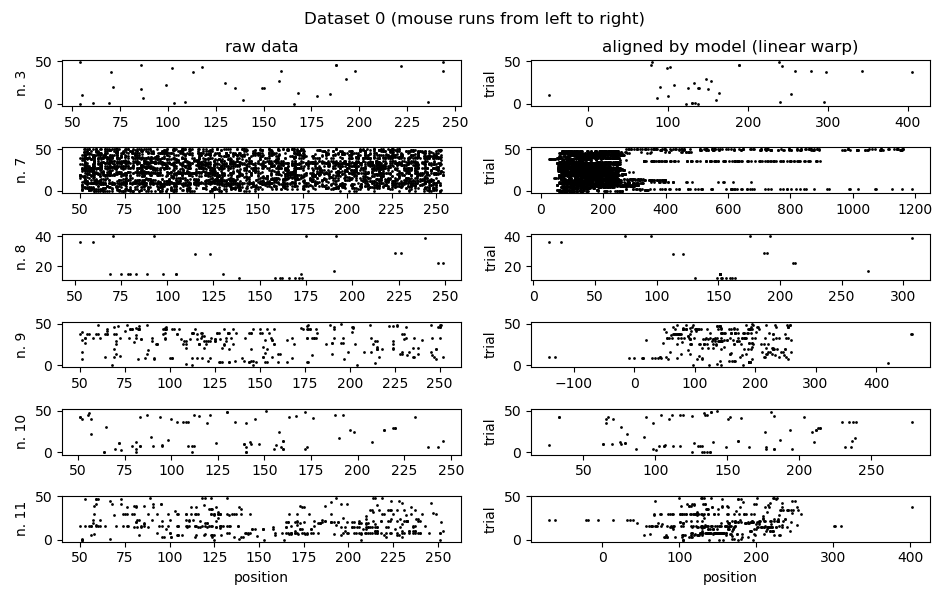 Dataset 0 (mouse runs from left to right)
raw data
aligned by model (linear warp)
n. 3
50
0
50 75 100 125 150 175 200 225 250
trial
50
0
0 100 200 300 400
n. 7
50
0
50 75 100 125 150 175 200 225 250
trial
50
0
0 200 400 600 800 1000 1200
n. 8
40
20
50 75 100 125 150 175 200 225 250
trial
40
20
0 50 100 150 200 250 300
n. 9
50
0
50 75 100 125 150 175 200 225 250
trial
50
0
−100 0 100 200 300 400
n. 10
50
0
50 75 100 125 150 175 200 225 250
trial
50
0
50 100 150 200 250
n. 11
50
0
50 75 100 125 150 175 200 225 250
position
trial
50
0
0 100 200 300 400
position